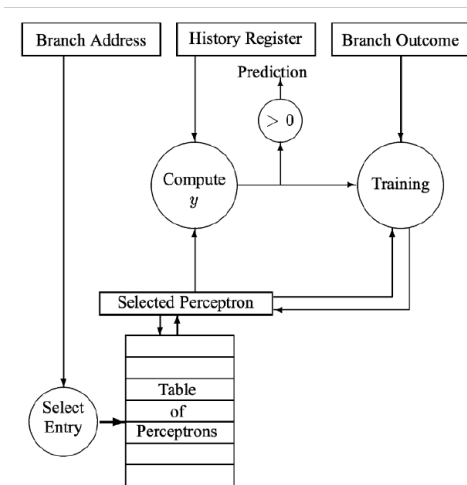 Branch Address
History Register
Branch Outcome
Prediction
> 0
Compute
y
Training
Selected Perceptron
Table
of
Perceptrons
Select
Entry